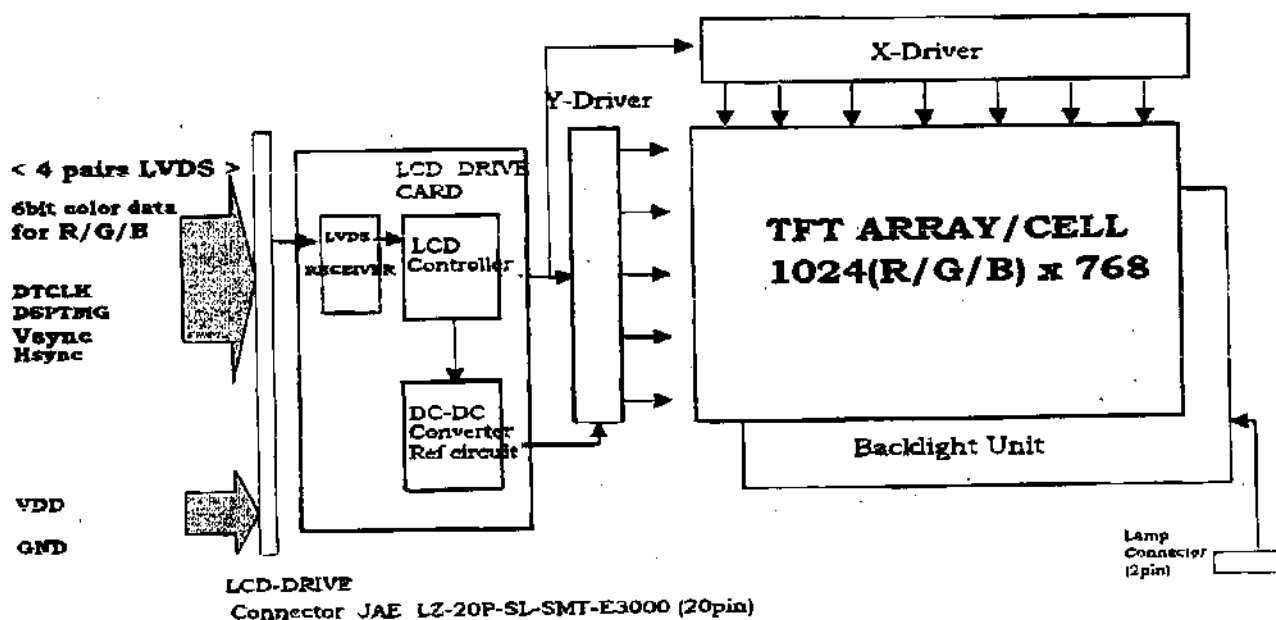 X-Driver
Y-Driver
< 4 pairs LVDS >
6bit color data
for R/G/B
DTCLK
DSPTMG
Vsync
Hsync
VDD
GND
LCD DRIVE
CARD
LVDS
RECEIVER
LCD
Controller
DC-DC
Converter
Ref circuit
TFT ARRAY/CELL
1024(R/G/B) x 768
Backlight Unit
Lamp
Connector
(2pin)
LCD-DRIVE
Connector JAE LZ-20P-SL-SMT-E3000 (20pin)